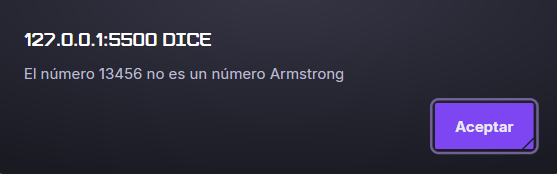 127.0.0.1:5500 DICE
El número 13456 no es un número Armstrong
Aceptar